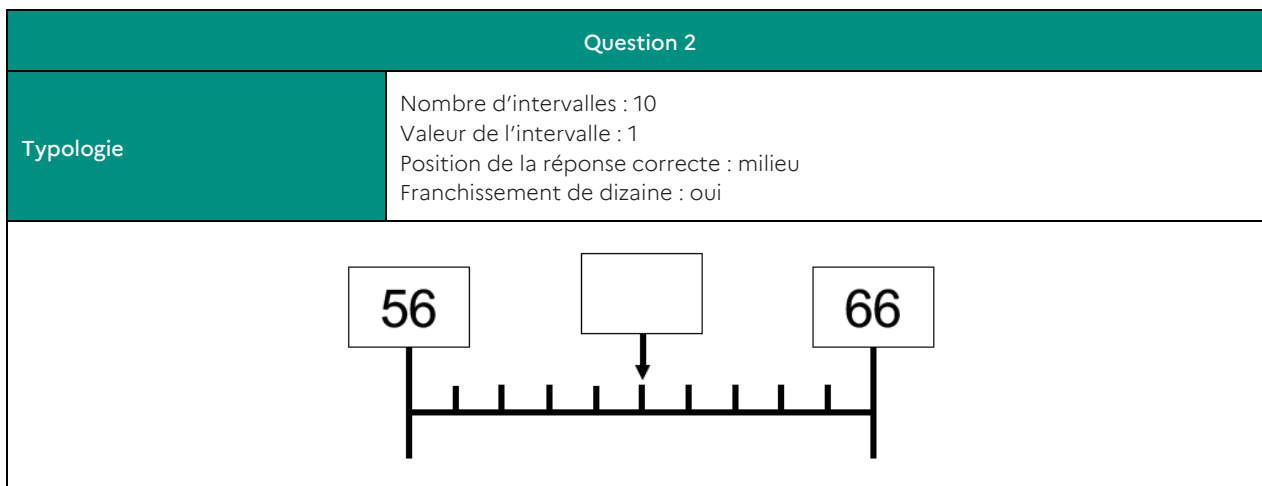 Question 2
Typologie
Nombre d'intervalles : 10
Valeur de l'intervalle : 1
Position de la réponse correcte : milieu
Franchissement de dizaine : oui
56
66